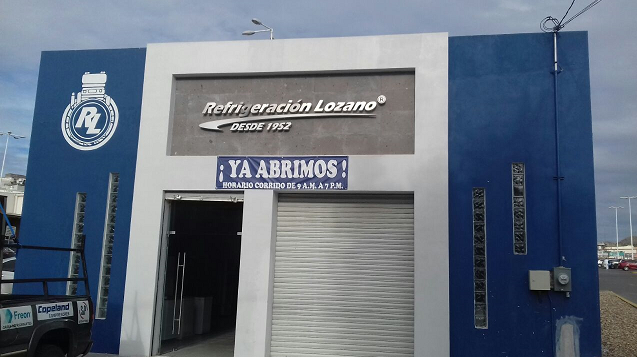 RL
Refrigeración Lozano®
DESDE 1952
¡YA ABRIMOS!
HORARIO CORRIDO DE 9 A.M. A 7 P.M.
Freon
Copeland